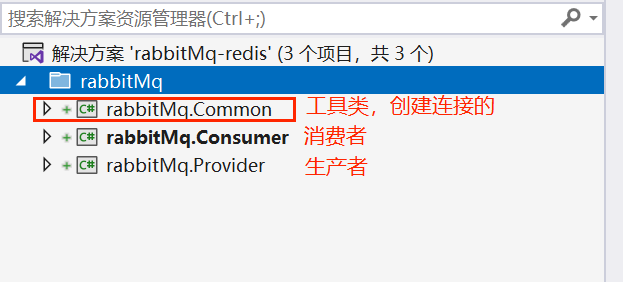 搜索解决方案资源管理器(Ctrl+;)
解决方案 'rabbitMq-redis' (3 个项目，共 3 个)
rabbitMq
C# rabbitMq.Common 工具类，创建连接的
C# rabbitMq.Consumer 消费者
C# rabbitMq.Provider 生产者